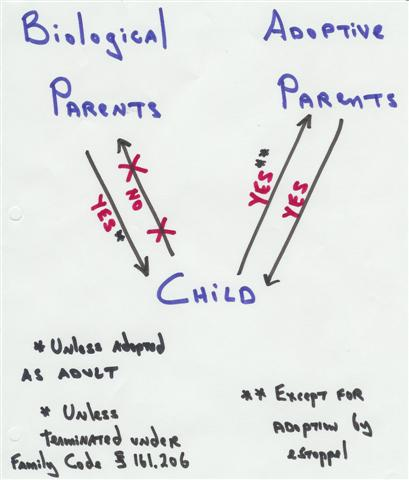 Biological
Parents
Adoptive
Parents
YES*
NO
YES**
YES
Child
* Unless Adopted
as adult
* Unless
terminated under
Family Code § 161.206
** Except for
adoption by
estoppel